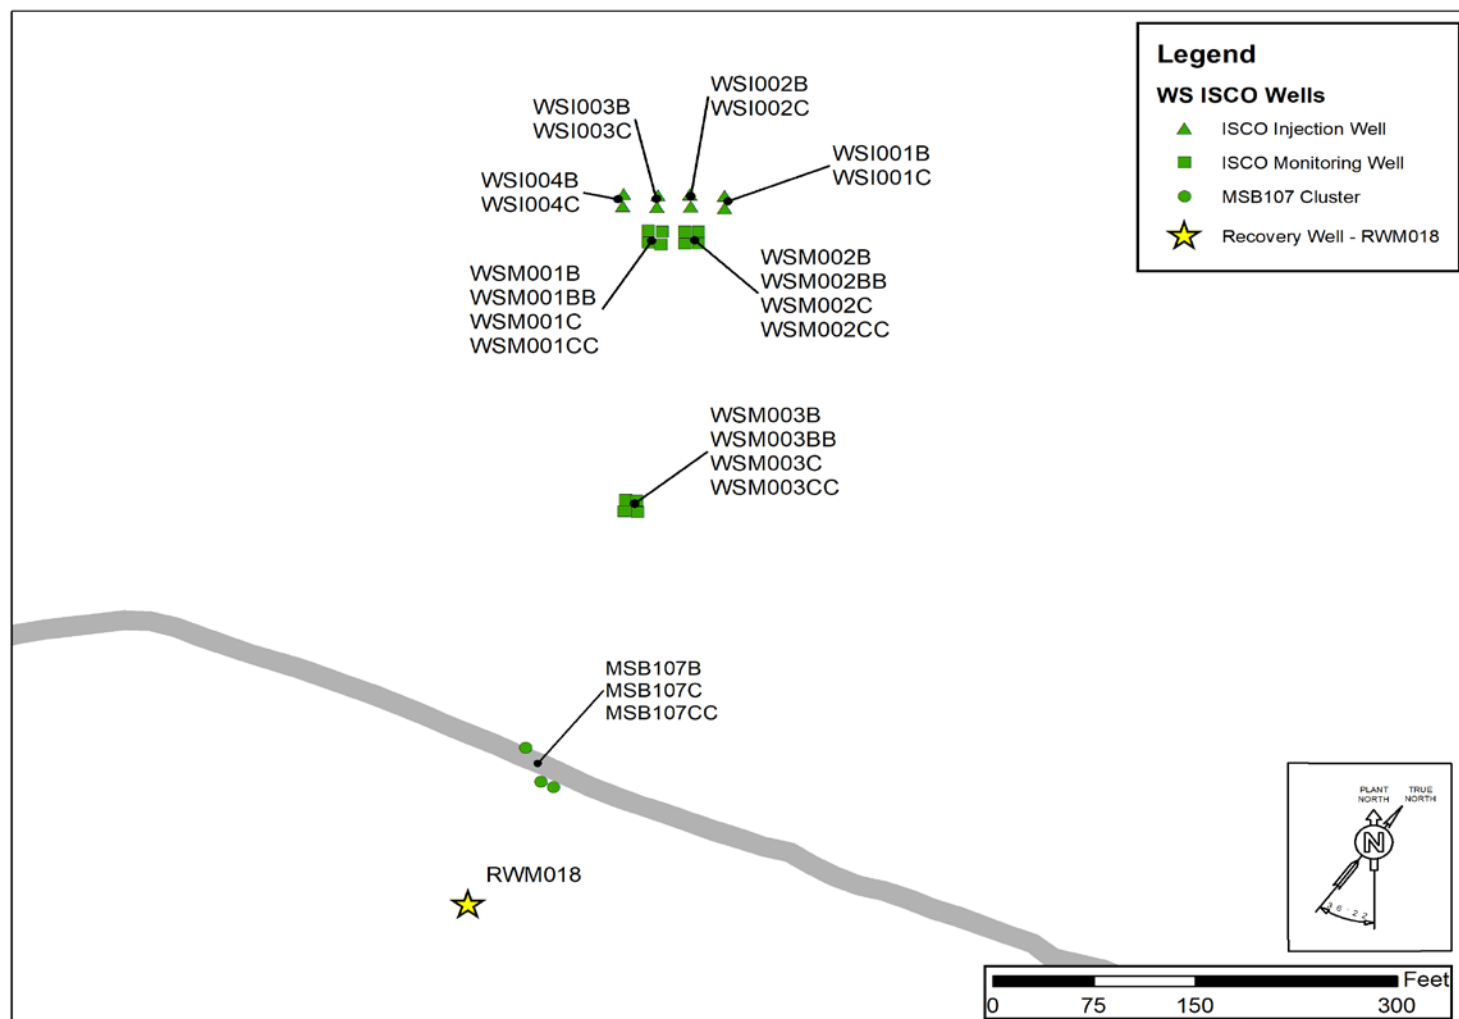 Legend
WS ISCO Wells
ISCO Injection Well
ISCO Monitoring Well
MSB107 Cluster
Recovery Well - RWM018
WSI002B
WSI002C
WSI003B
WSI003C
WSI001B
WSI001C
WSI004B
WSI004C
WSM001B
WSM001BB
WSM001C
WSM001CC
WSM002B
WSM002BB
WSM002C
WSM002CC
WSM003B
WSM003BB
WSM003C
WSM003CC
MSB107B
MSB107C
MSB107CC
RWM018
PLANT NORTH
TRUE NORTH
N
36·22
Feet
0 75 150 300